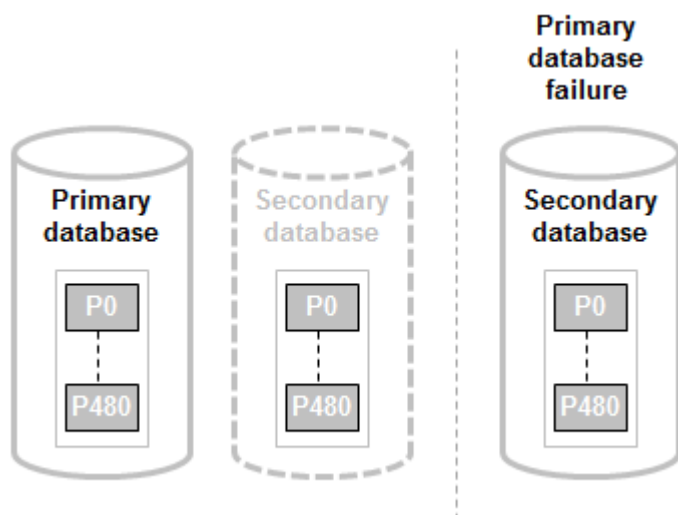 Primary
database
failure
Primary
database
P0
P480
Secondary
database
P0
P480
Secondary
database
P0
P480